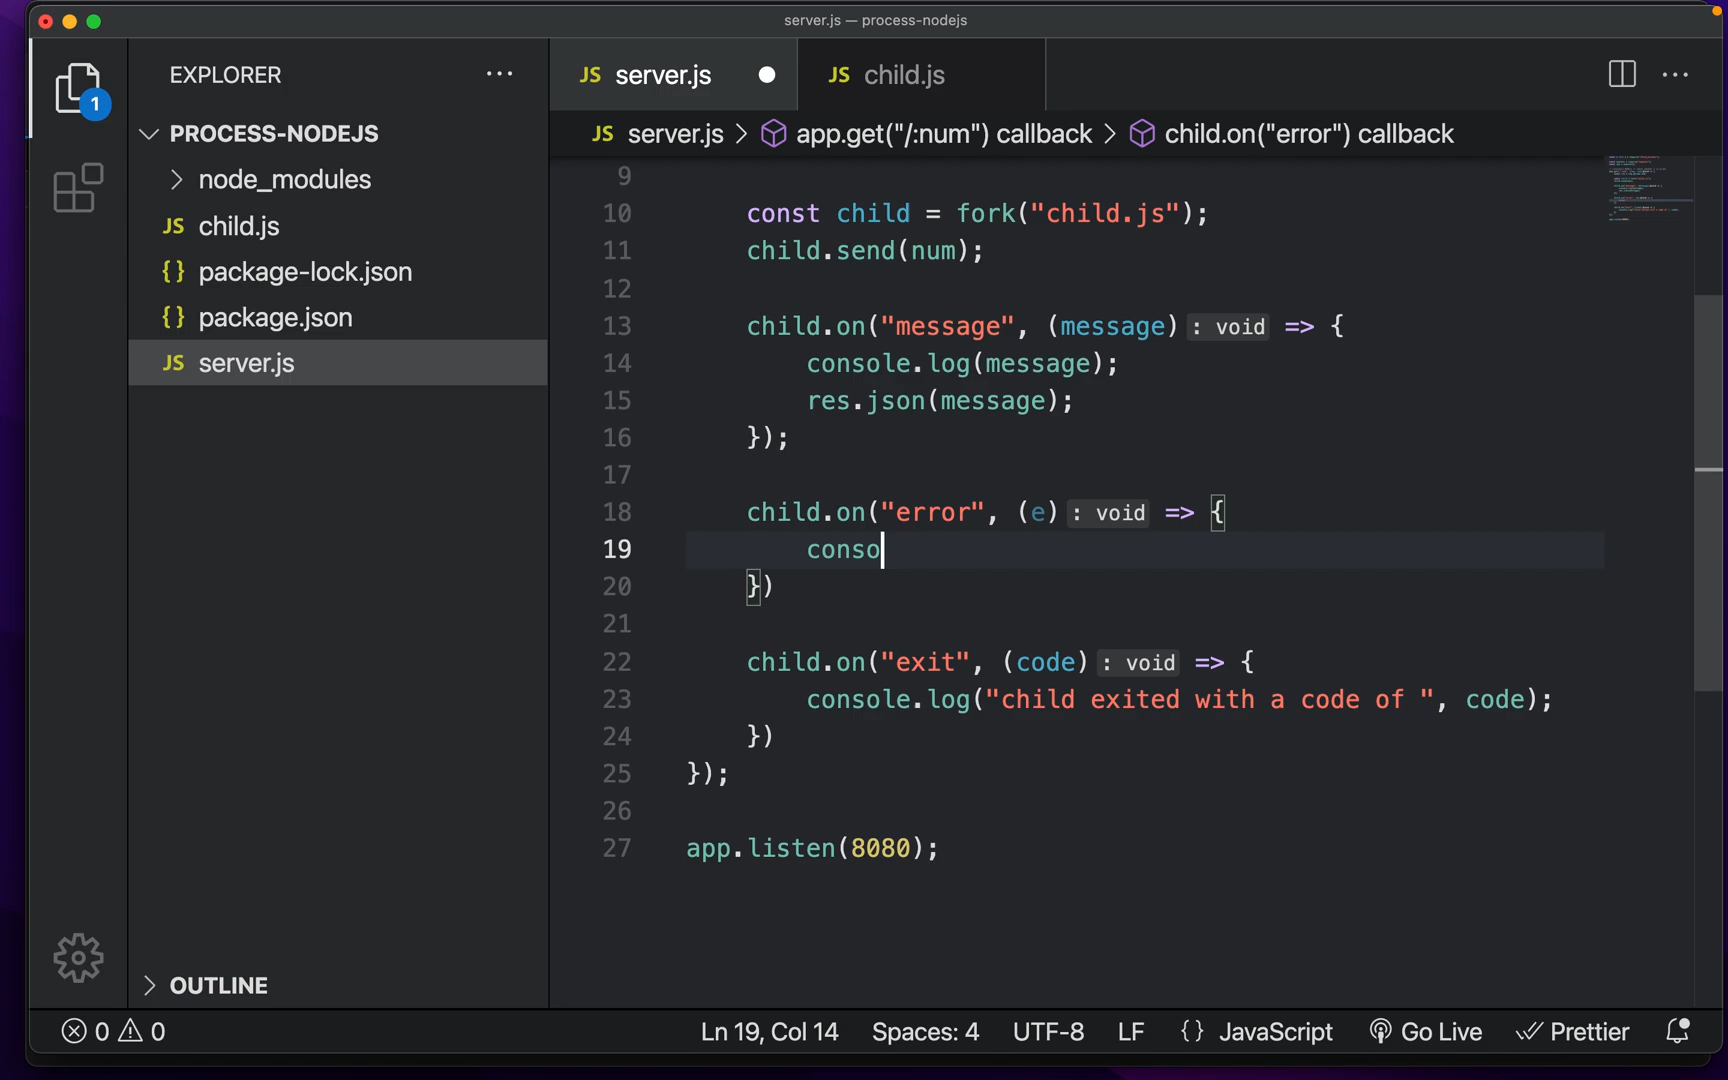 server.js — process-nodejs
EXPLORER
PROCESS-NODEJS
node_modules
JS child.js
{} package-lock.json
{} package.json
JS server.js
OUTLINE
1
JS server.js
JS child.js
JS server.js > app.get("/:num") callback > child.on("error") callback
9
10 const child = fork("child.js");
11 child.send(num);
12
13 child.on("message", (message) : void => {
14 console.log(message);
15 res.json(message);
16 });
17
18 child.on("error", (e) : void => {
19 conso
20 })
21
22 child.on("exit", (code) : void => {
23 console.log("child exited with a code of ", code);
24 })
25 });
26
27 app.listen(8080);
0 0
Ln 19, Col 14 Spaces: 4 UTF-8 LF {} JavaScript Go Live Prettier